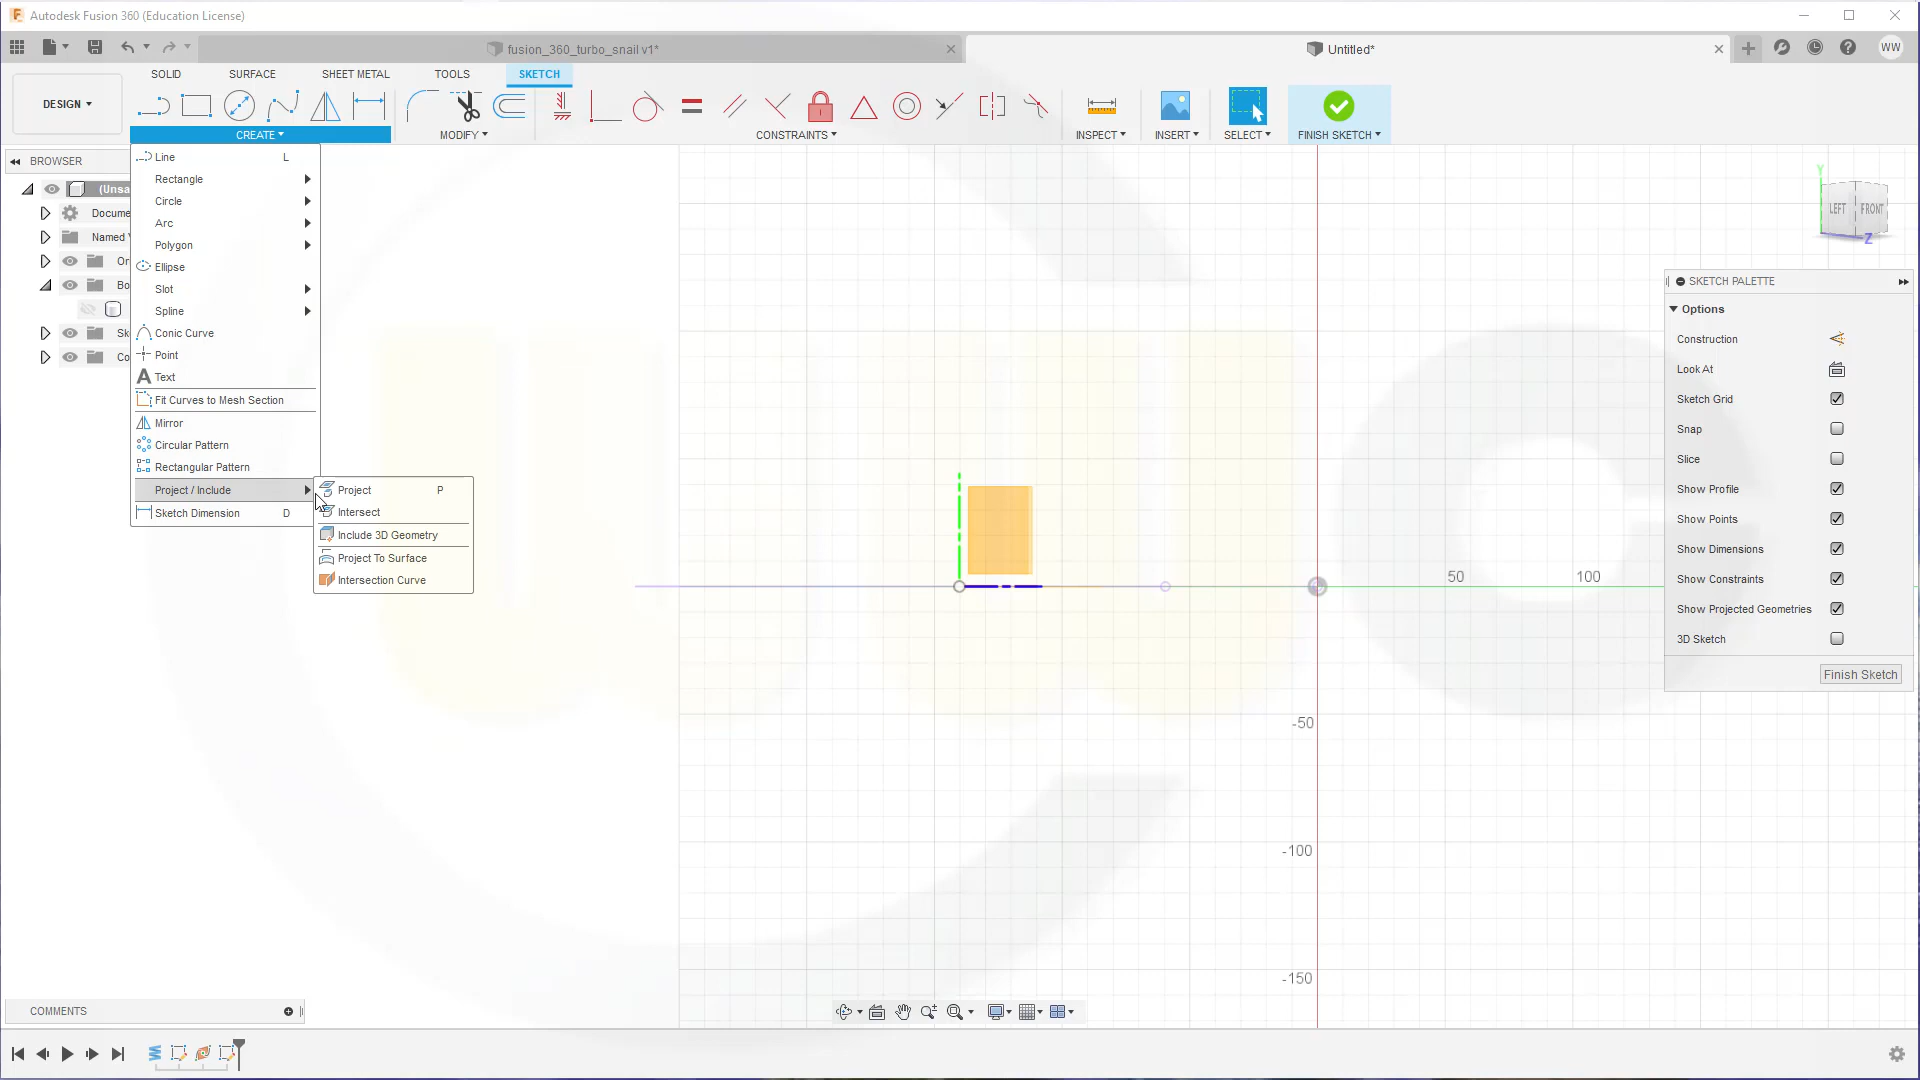 Autodesk Fusion 360 (Education License)
fusion_360_turbo_snail v1*
Untitled*
WW
SOLID
SURFACE
SHEET METAL
TOOLS
SKETCH
DESIGN
CREATE
MODIFY
CONSTRAINTS
INSPECT
INSERT
SELECT
FINISH SKETCH
BROWSER
(Unsa
Docume
Named V
Or
Bo
Sk
Co
Line L
Rectangle
Circle
Arc
Polygon
Ellipse
Slot
Spline
Conic Curve
Point
Text
Fit Curves to Mesh Section
Mirror
Circular Pattern
Rectangular Pattern
Project / Include
Sketch Dimension D
Project P
Intersect
Include 3D Geometry
Project To Surface
Intersection Curve
50
100
-50
-100
-150
Y
LEFT
FRONT
Z
SKETCH PALETTE
Options
Construction
Look At
Sketch Grid
Snap
Slice
Show Profile
Show Points
Show Dimensions
Show Constraints
Show Projected Geometries
3D Sketch
Finish Sketch
COMMENTS